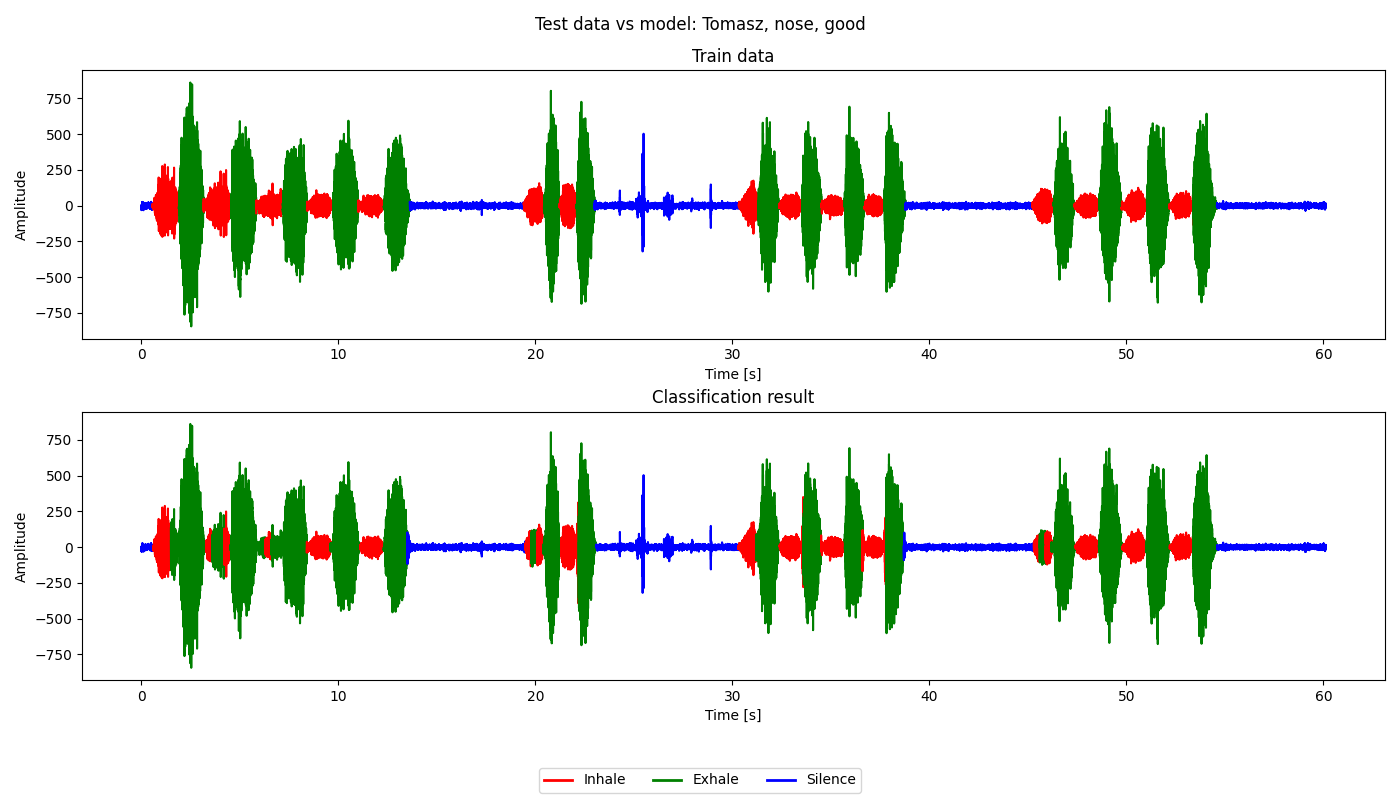 Test data vs model: Tomasz, nose, good
Train data
Amplitude
750
500
250
0
−250
−500
−750
0 10 20 30 40 50 60
Time [s]
Classification result
Amplitude
750
500
250
0
−250
−500
−750
0 10 20 30 40 50 60
Time [s]
Inhale Exhale Silence